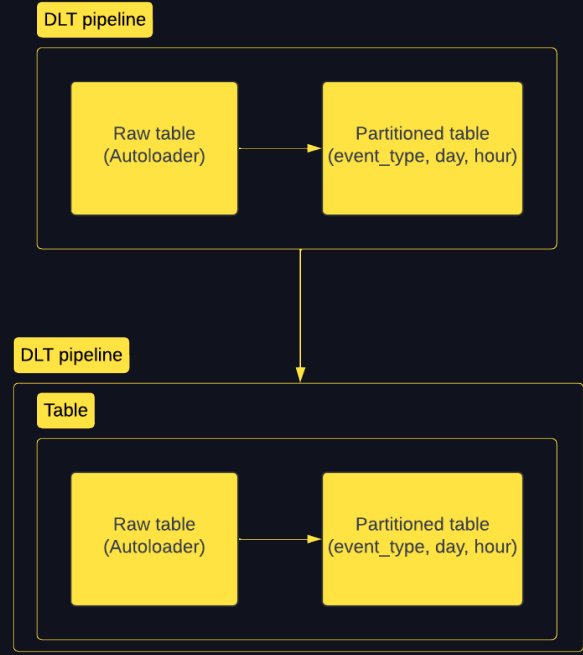 DLT pipeline
Raw table
(Autoloader)
Partitioned table
(event_type, day, hour)
DLT pipeline
Table
Raw table
(Autoloader)
Partitioned table
(event_type, day, hour)